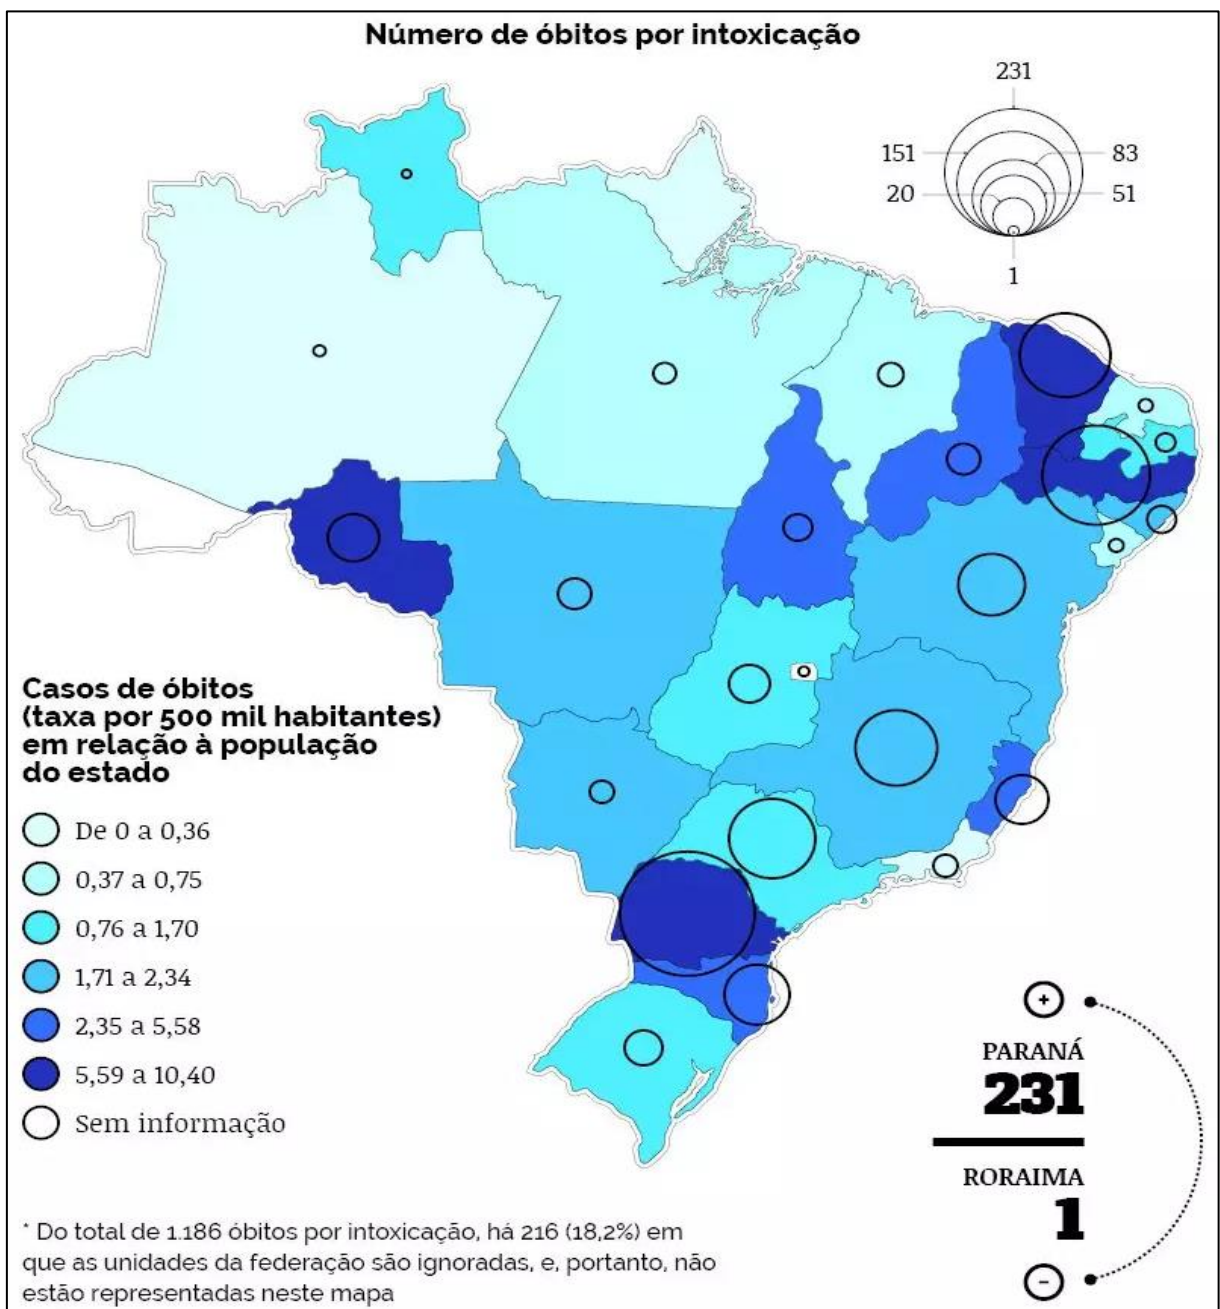 Número de óbitos por intoxicação
231
151
83
20
51
1
Casos de óbitos
(taxa por 500 mil habitantes)
em relação à população
do estado
De 0 a 0,36
0,37 a 0,75
0,76 a 1,70
1,71 a 2,34
2,35 a 5,58
5,59 a 10,40
Sem informação
+
PARANÁ
231
RORAIMA
1
−
* Do total de 1.186 óbitos por intoxicação, há 216 (18,2%) em
que as unidades da federação são ignoradas, e, portanto, não
estão representadas neste mapa